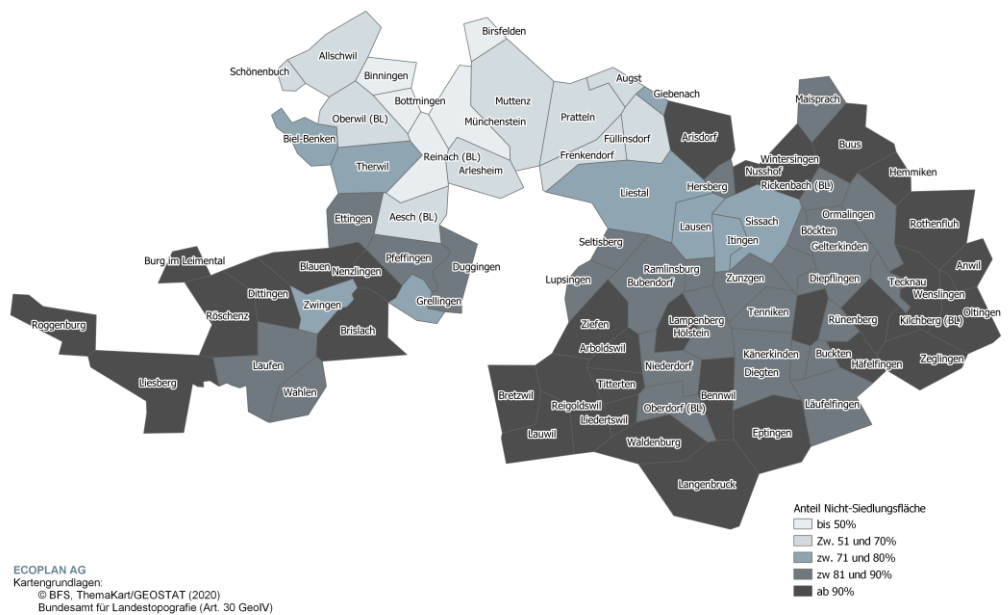 Birsfelden
Allschwil
Schönenbuch
Binningen
Augst
Bottmingen
Muttenz
Giebenach
Maisprach
Oberwil (BL)
Münchenstein
Pratteln
Biel-Benken
Füllinsdorf
Arisdorf
Buus
Frenkendorf
Reinach (BL)
Wintersingen
Therwil
Arlesheim
Nusshof
Hemmiken
Rickenbach (BL)
Liestal
Hersberg
Aesch (BL)
Ettingen
Ormalingen
Sissach
Rothenfluh
Lausen
Böckten
Seltisberg
Itingen
Gelterkinden
Burg im Leimental
Pfeffingen
Blauen
Duggingen
Anwil
Nenzlingen
Ramlinsburg
Lupsingen
Bubendorf
Zunzgen
Diepflingen
Tecknau
Dittingen
Grellingen
Wenslingen
Zwingen
Röschenz
Tenniken
Oltingen
Roggenburg
Ziefen
Lampenberg
Rünenberg
Kilchberg (BL)
Brislach
Hölstein
Arboldswil
Känerkinden
Buckten
Zeglingen
Laufen
Niederdorf
Häfelfingen
Diegten
Liesberg
Titterten
Wahlen
Bretzwil
Bennwil
Reigoldswil
Oberdorf (BL)
Läufelfingen
Liedertswil
Lauwil
Eptingen
Waldenburg
Langenbruck
Anteil Nicht-Siedlungsfläche
bis 50%
Zw. 51 und 70%
zw. 71 und 80%
zw 81 und 90%
ab 90%
ECOPLAN AG
Kartengrundlagen:
© BFS, ThemaKart/GEOSTAT (2020)
Bundesamt für Landestopografie (Art. 30 GeoIV)